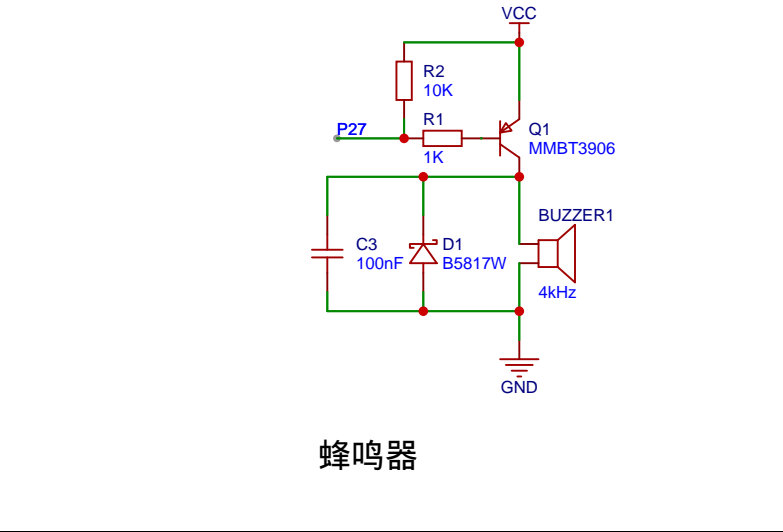 VCC
R2
10K
P27
R1
1K
Q1
MMBT3906
BUZZER1
C3
100nF
D1
B5817W
4kHz
GND
蜂鸣器